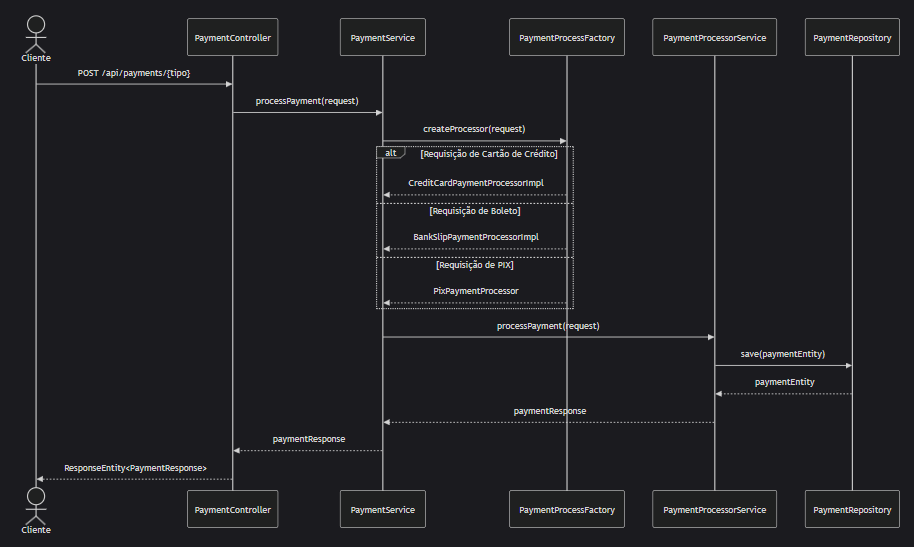 Cliente
PaymentController
PaymentService
PaymentProcessFactory
PaymentProcessorService
PaymentRepository
POST /api/payments/{tipo}
processPayment(request)
createProcessor(request)
alt
[Requisição de Cartão de Crédito]
CreditCardPaymentProcessorImpl
[Requisição de Boleto]
BankSlipPaymentProcessorImpl
[Requisição de PIX]
PixPaymentProcessor
processPayment(request)
save(paymentEntity)
paymentEntity
paymentResponse
paymentResponse
ResponseEntity<PaymentResponse>
Cliente
PaymentController
PaymentService
PaymentProcessFactory
PaymentProcessorService
PaymentRepository